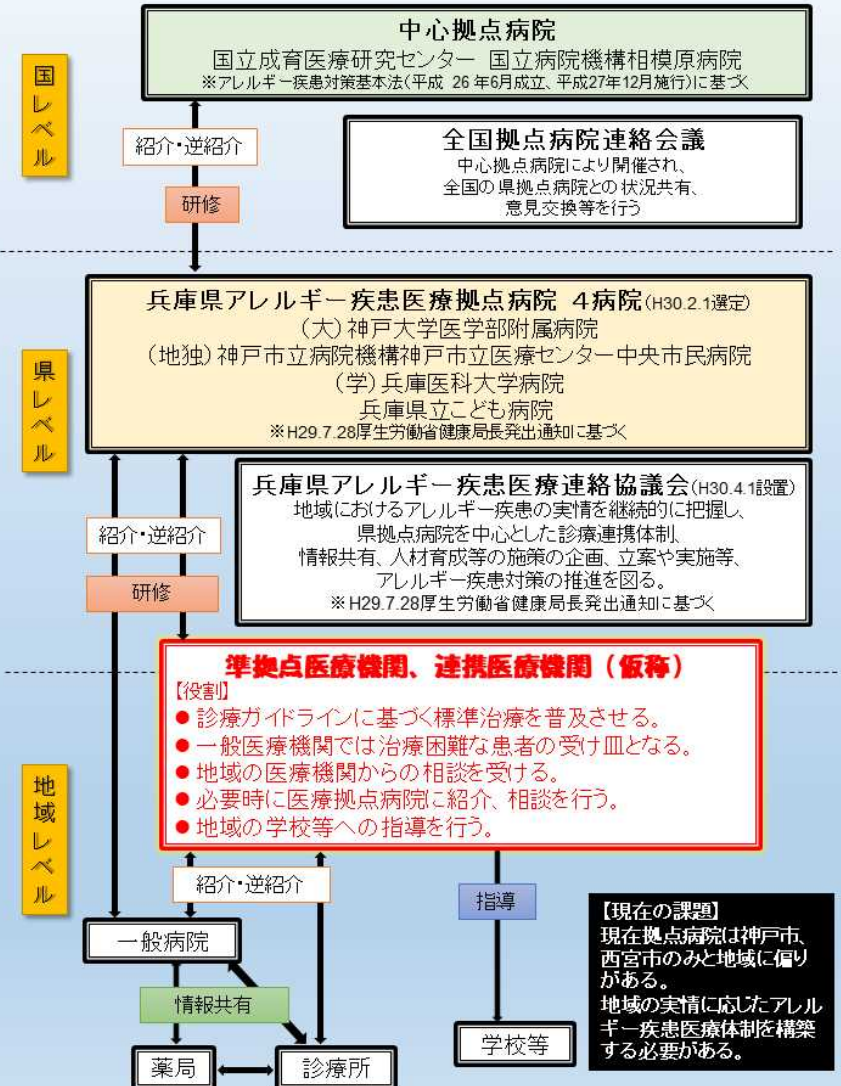 中心拠点病院
国立成育医療研究センター 国立病院機構相模原病院
※アレルギー疾患対策基本法(平成 26年6月成立、平成27年12月施行)に基づく
国レベル
紹介・逆紹介
研修
全国拠点病院連絡会議
中心拠点病院により開催され、
全国の県拠点病院との状況共有、
意見交換等を行う
兵庫県アレルギー疾患医療拠点病院 4病院(H30.2.1選定)
(大)神戸大学医学部附属病院
(地独)神戸市立病院機構神戸市立医療センター中央市民病院
(学)兵庫医科大学病院
兵庫県立こども病院
※H29.7.28厚生労働省健康局長発出通知に基づく
県レベル
紹介・逆紹介
研修
兵庫県アレルギー疾患医療連絡協議会(H30.4.1設置)
地域におけるアレルギー疾患の実情を継続的に把握し、
県拠点病院を中心とした診療連携体制、
情報共有、人材育成等の施策の企画、立案や実施等、
アレルギー疾患対策の推進を図る。
※H29.7.28厚生労働省健康局長発出通知に基づく
準拠点医療機関、連携医療機関(仮称)
【役割】
●診療ガイドラインに基づく標準治療を普及させる。
●一般医療機関では治療困難な患者の受け皿となる。
●地域の医療機関からの相談を受ける。
●必要時に医療拠点病院に紹介、相談を行う。
●地域の学校等への指導を行う。
地域レベル
紹介・逆紹介
指導
一般病院
情報共有
薬局
診療所
学校等
【現在の課題】
現在拠点病院は神戸市、
西宮市のみと地域に偏り
がある。
地域の実情に応じたアレル
ギー疾患医療体制を構築
する必要がある。